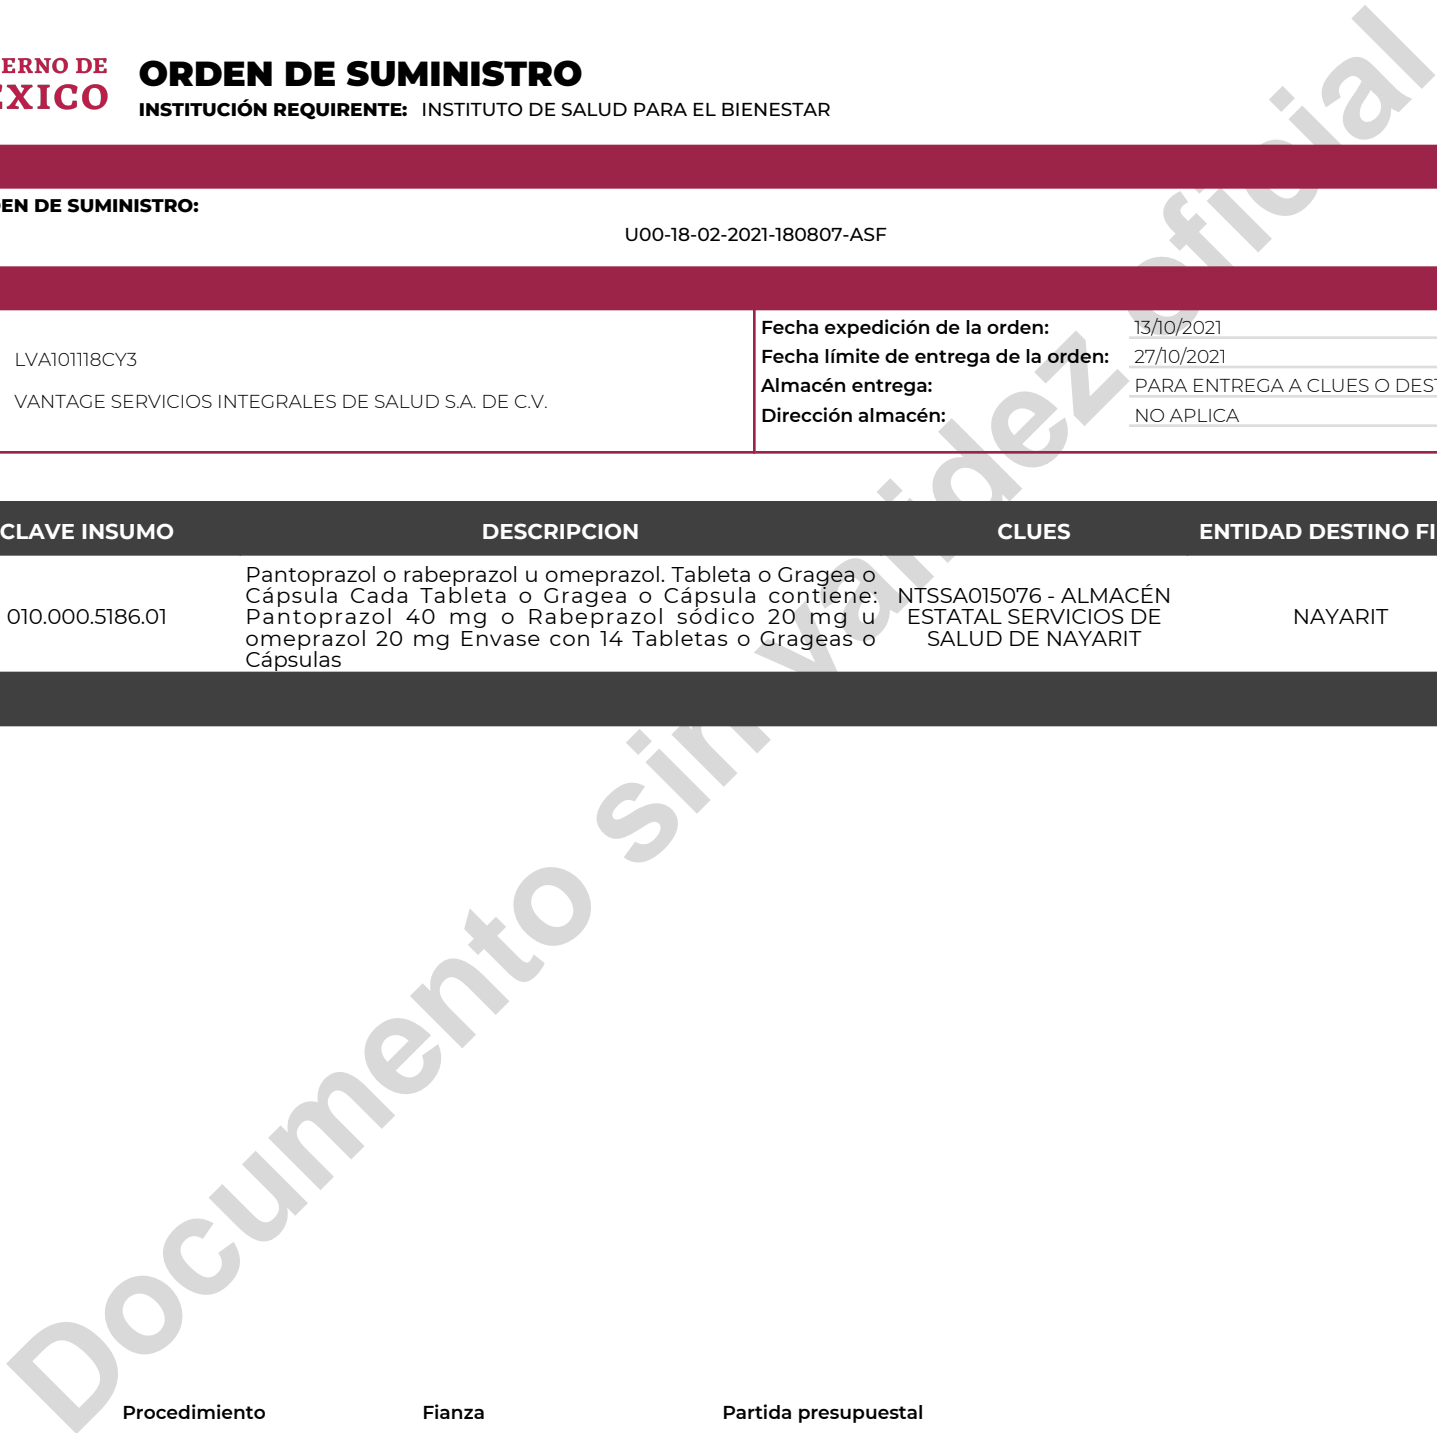 ERNO DE
ÉXICO
ORDEN DE SUMINISTRO
INSTITUCIÓN REQUIRENTE: INSTITUTO DE SALUD PARA EL BIENESTAR
EN DE SUMINISTRO:
U00-18-02-2021-180807-ASF
LVA101118CY3
VANTAGE SERVICIOS INTEGRALES DE SALUD S.A. DE C.V.
Fecha expedición de la orden: 13/10/2021
Fecha límite de entrega de la orden: 27/10/2021
Almacén entrega: PARA ENTREGA A CLUES O DEST
Dirección almacén: NO APLICA
CLAVE INSUMO DESCRIPCION CLUES ENTIDAD DESTINO FI
010.000.5186.01
Pantoprazol o rabeprazol u omeprazol. Tableta o Gragea o
Cápsula Cada Tableta o Gragea o Cápsula contiene:
Pantoprazol 40 mg o Rabeprazol sódico 20 mg u
omeprazol 20 mg Envase con 14 Tabletas o Grageas o
Cápsulas
NTSSA015076 - ALMACÉN
ESTATAL SERVICIOS DE
SALUD DE NAYARIT
NAYARIT
Documento sin validez oficial
Procedimiento Fianza Partida presupuestal